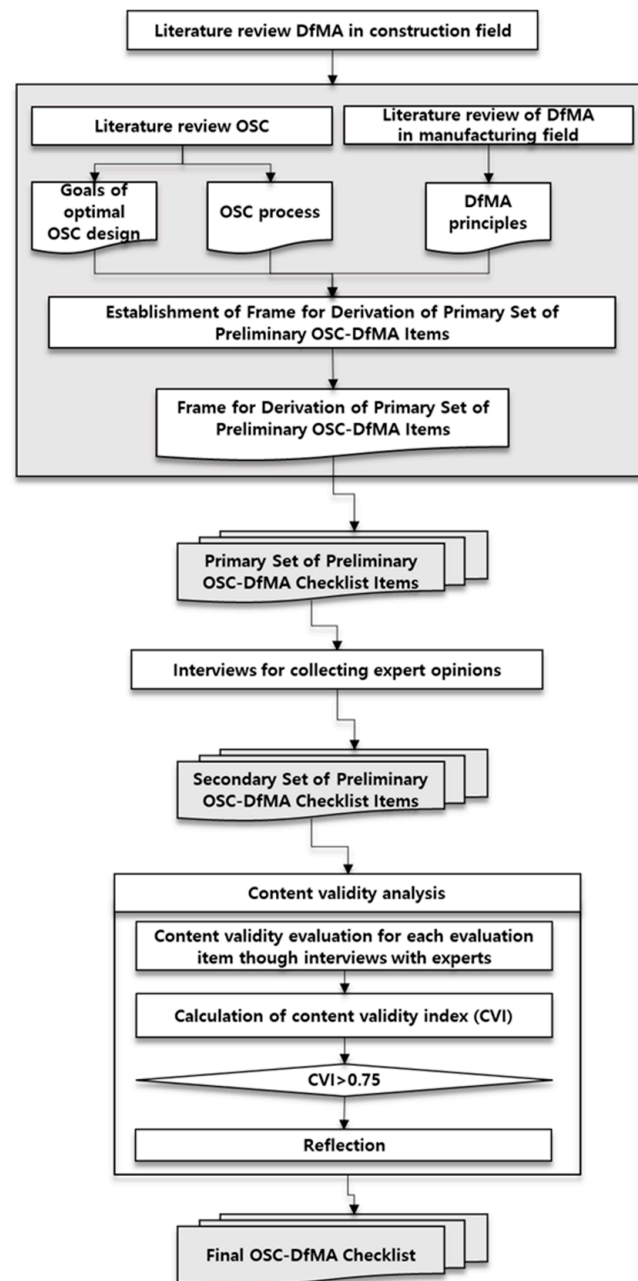 Literature review DfMA in construction field
Literature review OSC
Literature review of DfMA
in manufacturing field
Goals of
optimal
OSC design
OSC process
DfMA
principles
Establishment of Frame for Derivation of Primary Set of
Preliminary OSC-DfMA Items
Frame for Derivation of Primary Set of
Preliminary OSC-DfMA Items
Primary Set of Preliminary
OSC-DfMA Checklist Items
Interviews for collecting expert opinions
Secondary Set of Preliminary
OSC-DfMA Checklist Items
Content validity analysis
Content validity evaluation for each evaluation
item though interviews with experts
Calculation of content validity index (CVI)
CVI>0.75
Reflection
Final OSC-DfMA Checklist